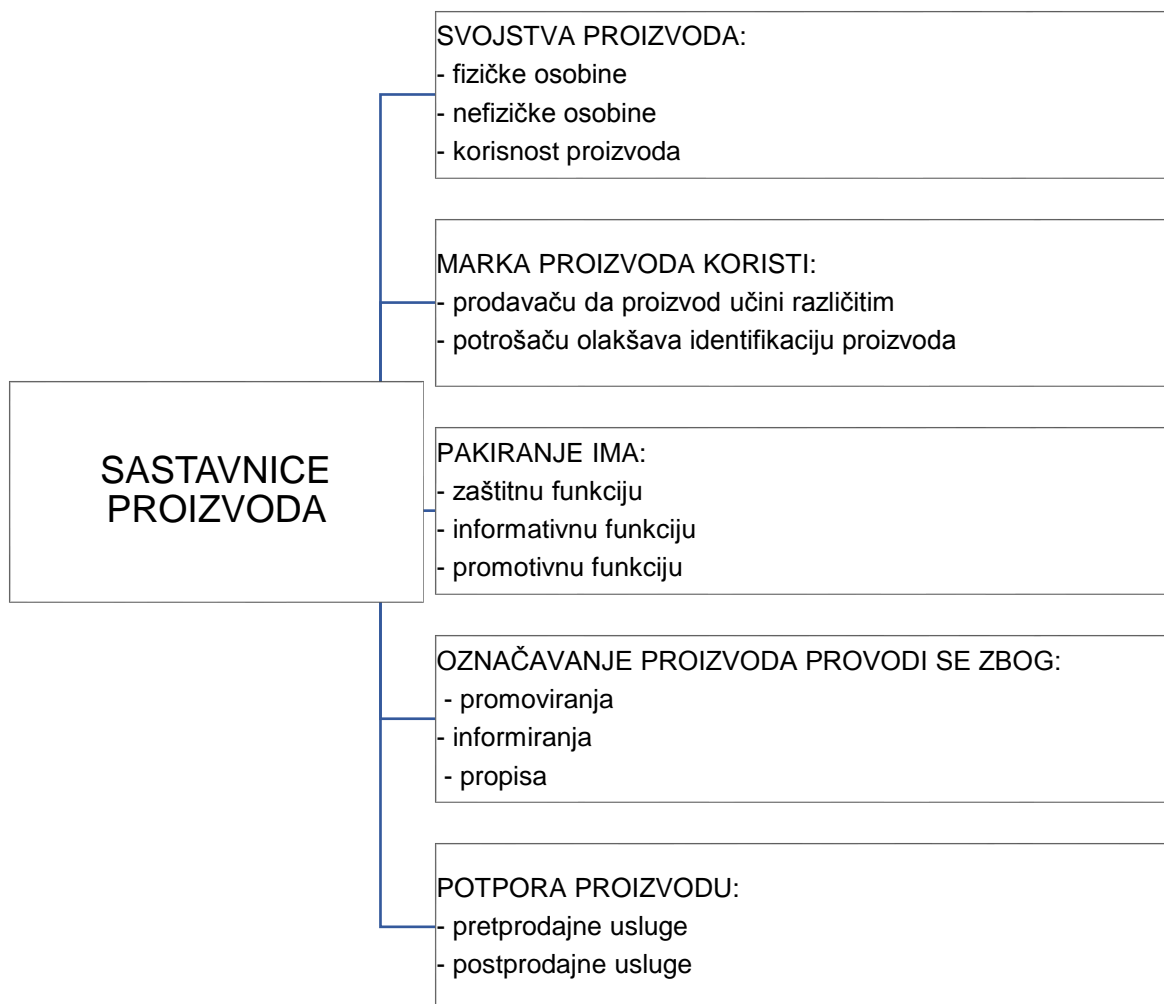 SVOJSTVA PROIZVODA:
- fizičke osobine
- nefizičke osobine
- korisnost proizvoda
MARKA PROIZVODA KORISTI:
- prodavaču da proizvod učini različitim
- potrošaču olakšava identifikaciju proizvoda
SASTAVNICE
PROIZVODA
PAKIRANJE IMA:
- zaštitnu funkciju
- informativnu funkciju
- promotivnu funkciju
OZNAČAVANJE PROIZVODA PROVODI SE ZBOG:
- promoviranja
- informiranja
- propisa
POTPORA PROIZVODU:
- pretprodajne usluge
- postprodajne usluge